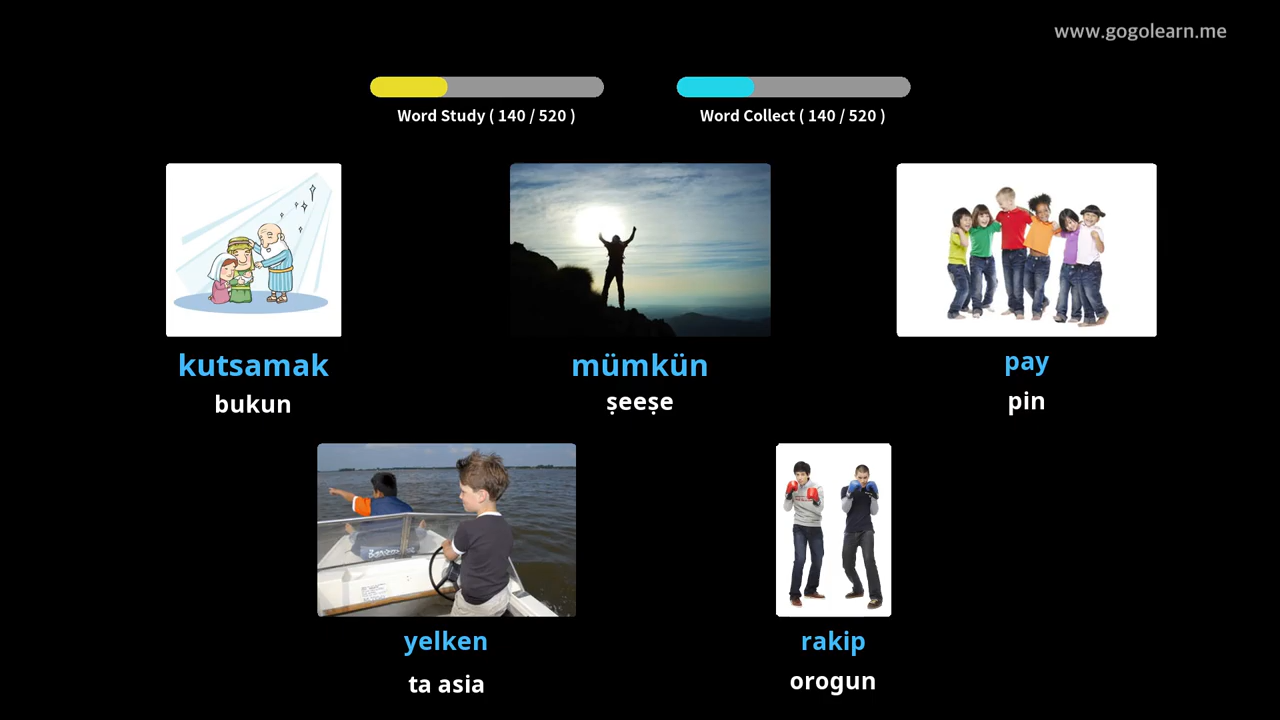 www.gogolearn.me
Word Study ( 140 / 520 )
Word Collect ( 140 / 520 )
kutsamak
bukun
mümkün
ṣeeṣe
pay
pin
yelken
ta asia
rakip
orogun